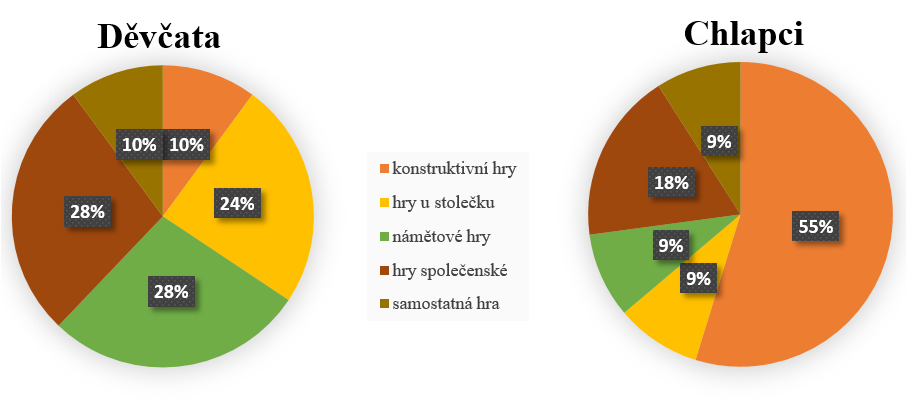 Děvčata
10%
10%
24%
28%
28%
konstruktivní hry
hry u stolečku
námětové hry
hry společenské
samostatná hra
Chlapci
9%
18%
55%
9%
9%